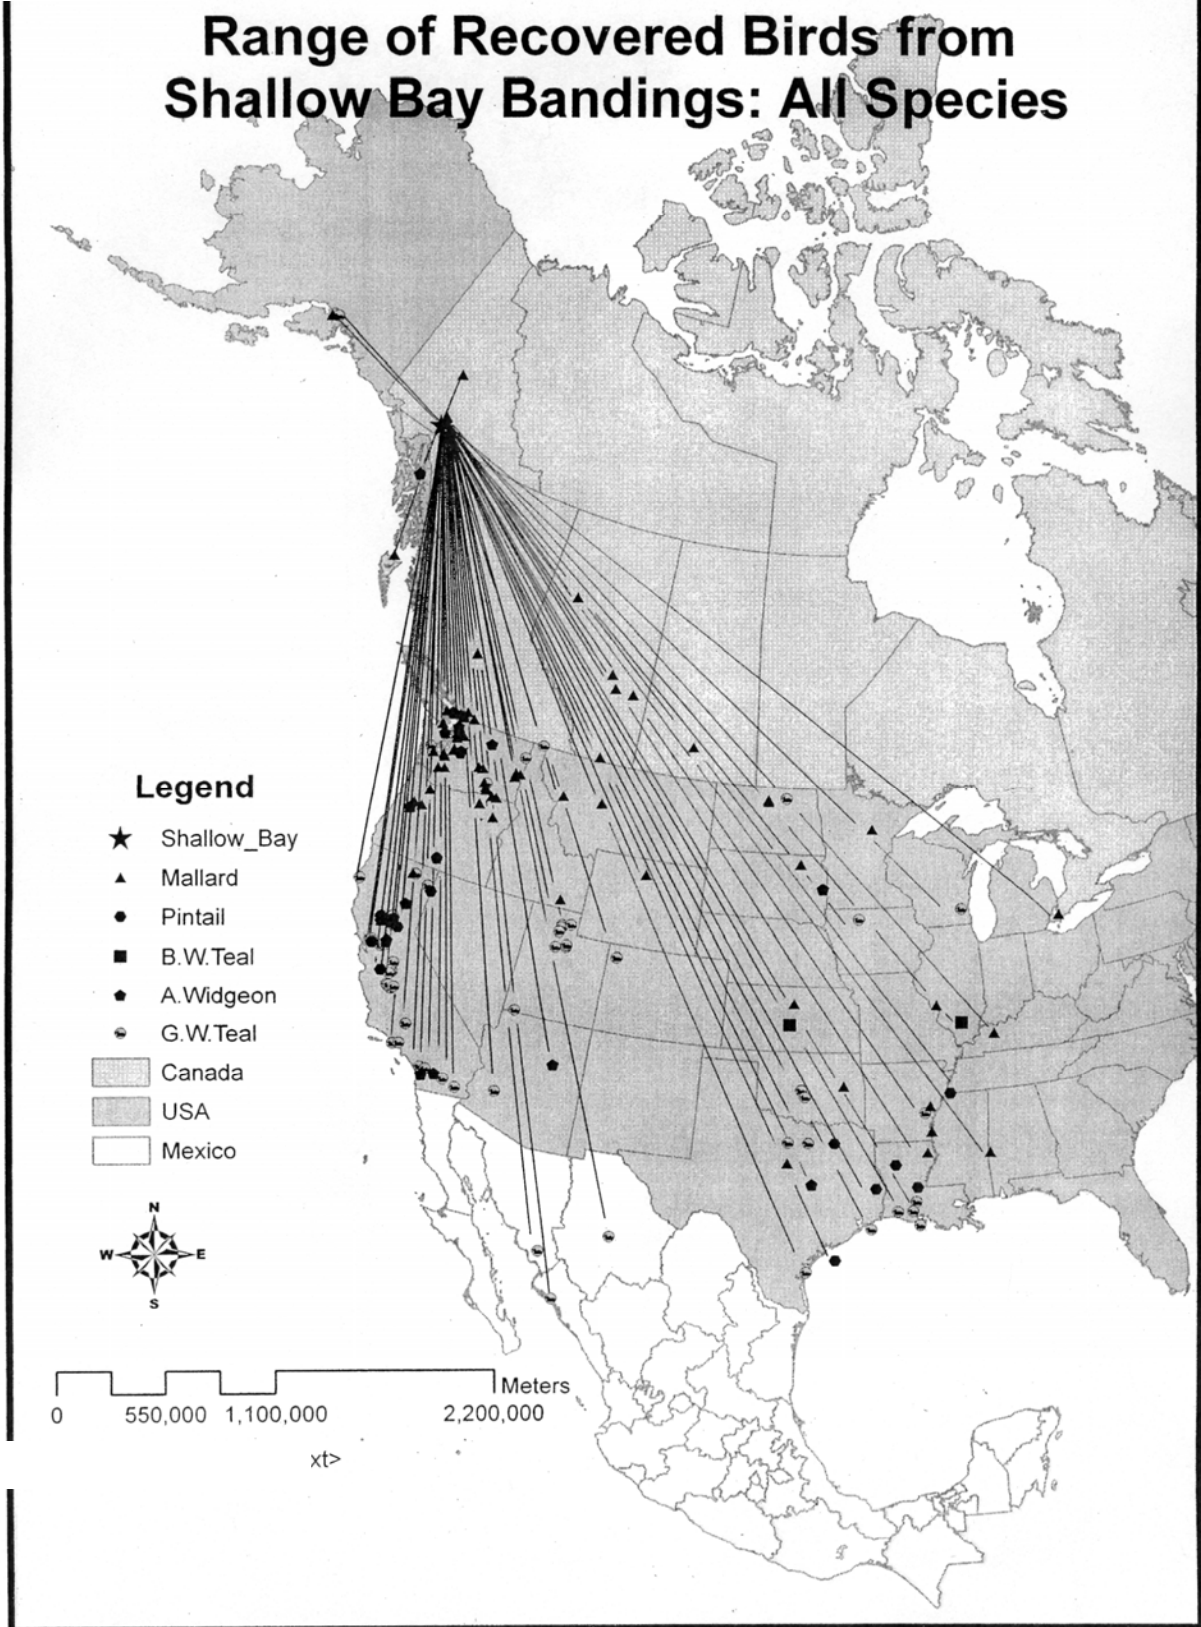 Range of Recovered Birds from
Shallow Bay Bandings: All Species
Legend
Shallow_Bay
Mallard
Pintail
B.W.Teal
A.Widgeon
G.W.Teal
Canada
USA
Mexico
N
W E
S
Meters
0 550,000 1,100,000 2,200,000
xt>